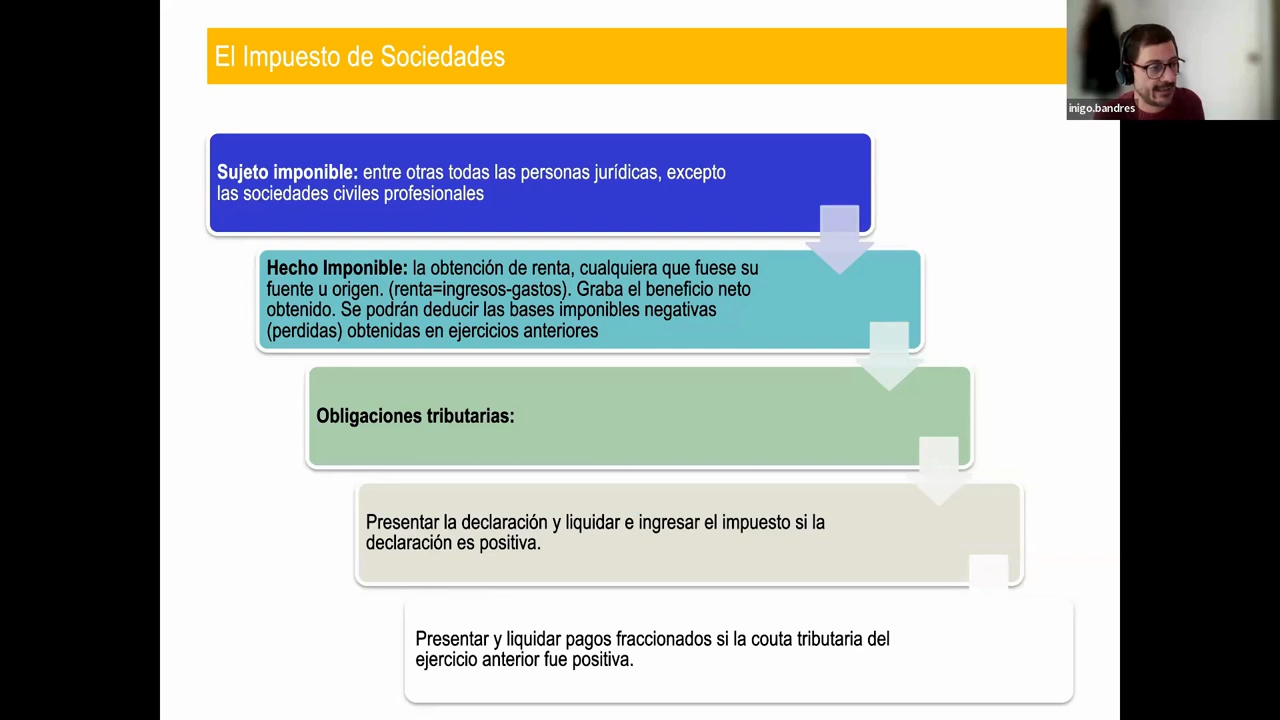 El Impuesto de Sociedades
inigo.bandres
Sujeto imponible: entre otras todas las personas jurídicas, excepto
las sociedades civiles profesionales
Hecho Imponible: la obtención de renta, cualquiera que fuese su
fuente u origen. (renta=ingresos-gastos). Graba el beneficio neto
obtenido. Se podrán deducir las bases imponibles negativas
(perdidas) obtenidas en ejercicios anteriores
Obligaciones tributarias:
Presentar la declaración y liquidar e ingresar el impuesto si la
declaración es positiva.
Presentar y liquidar pagos fraccionados si la couta tributaria del
ejercicio anterior fue positiva.